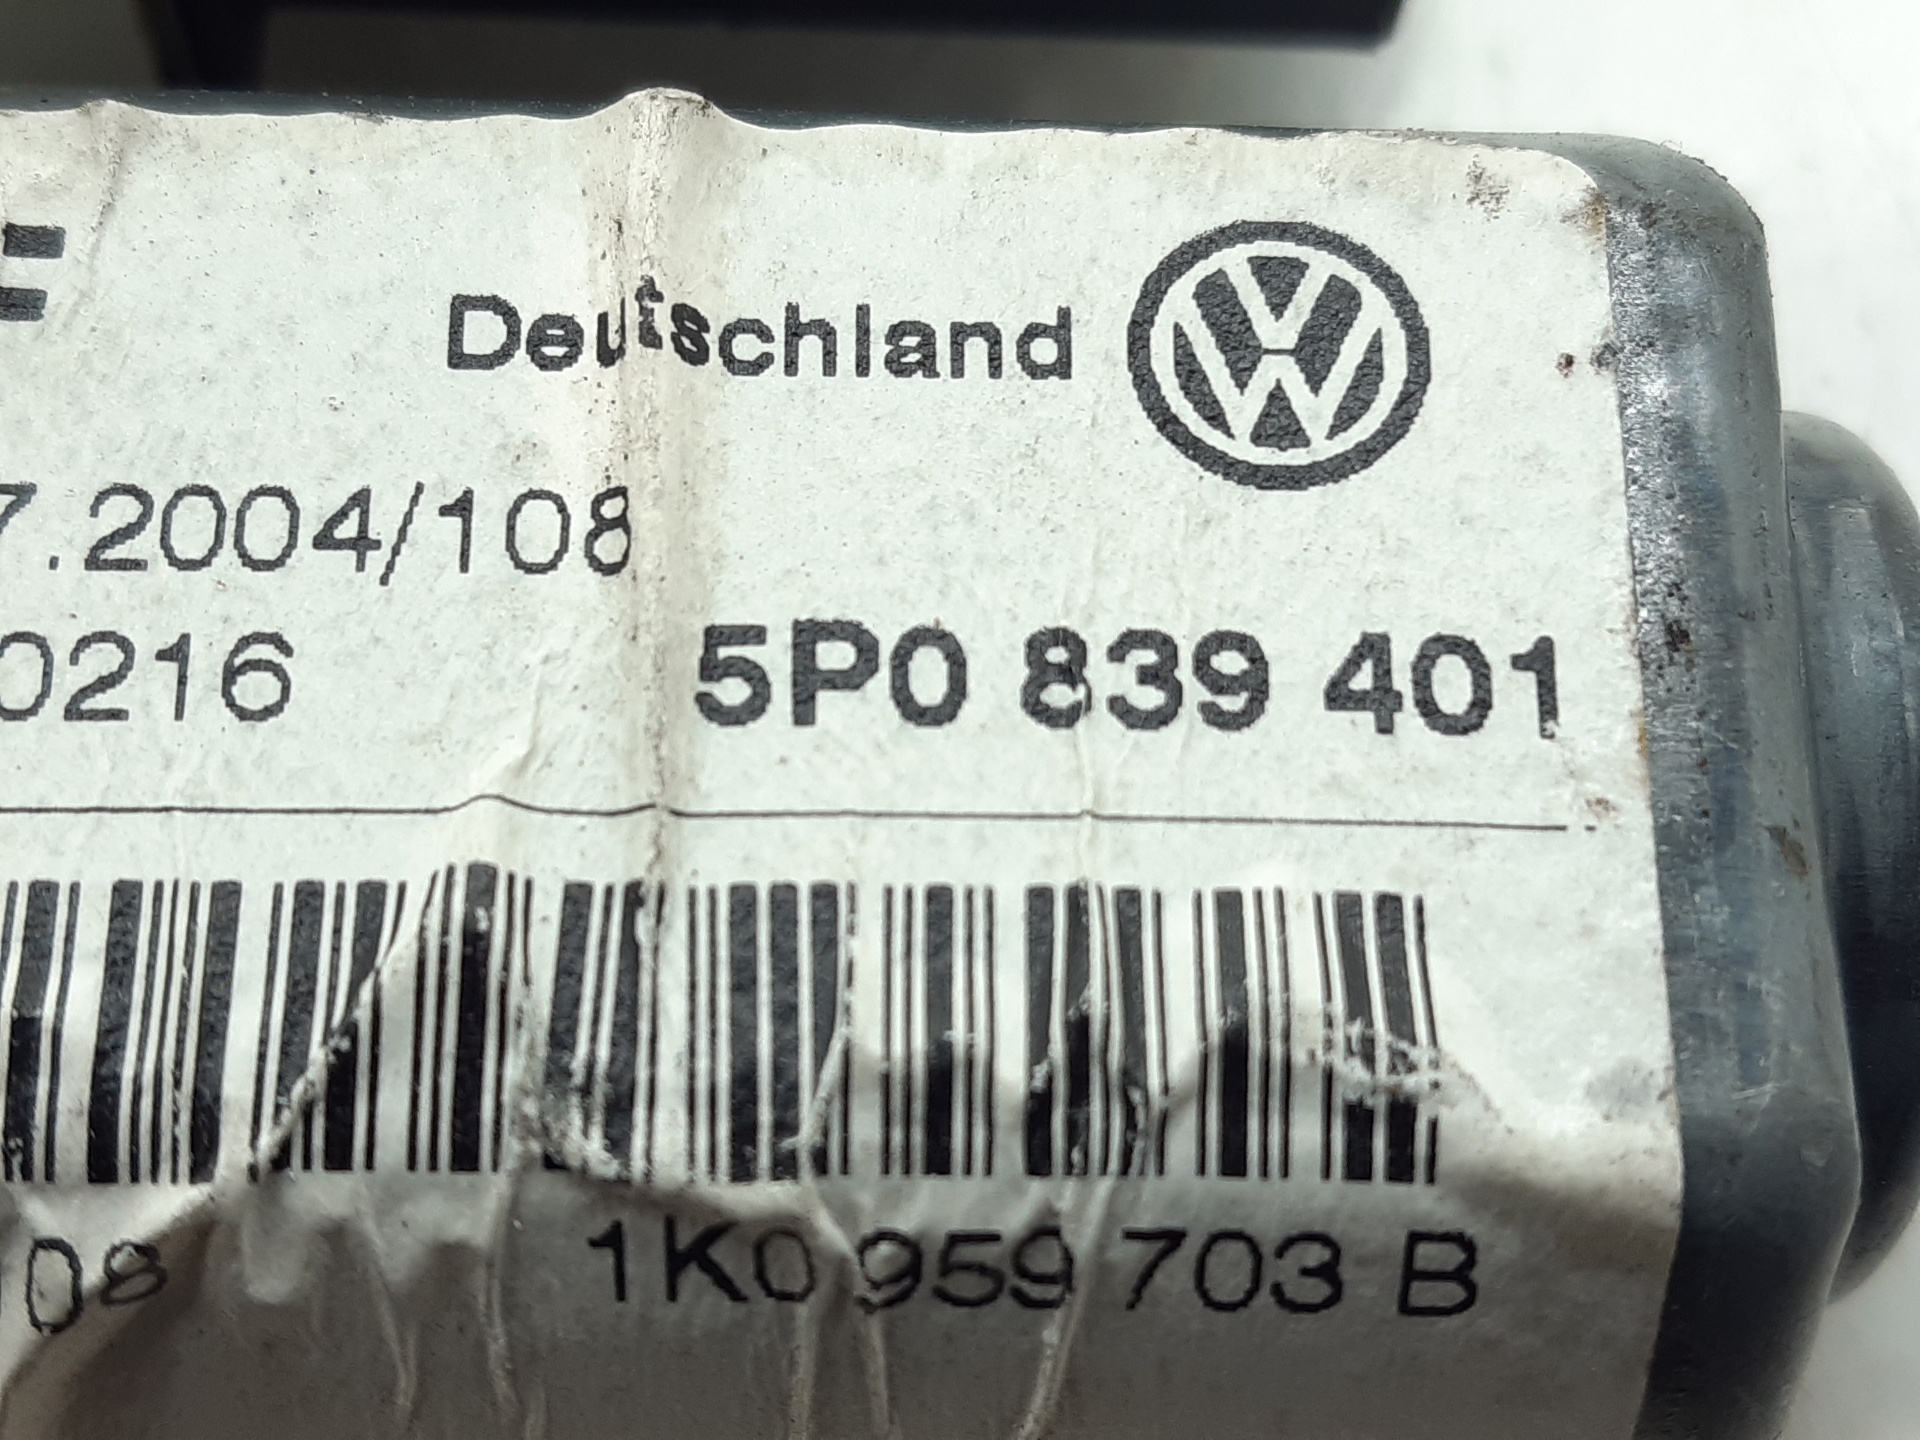 Deutschland
7.2004/108
0216
5P0 839 401
108
1K0 959 703 B